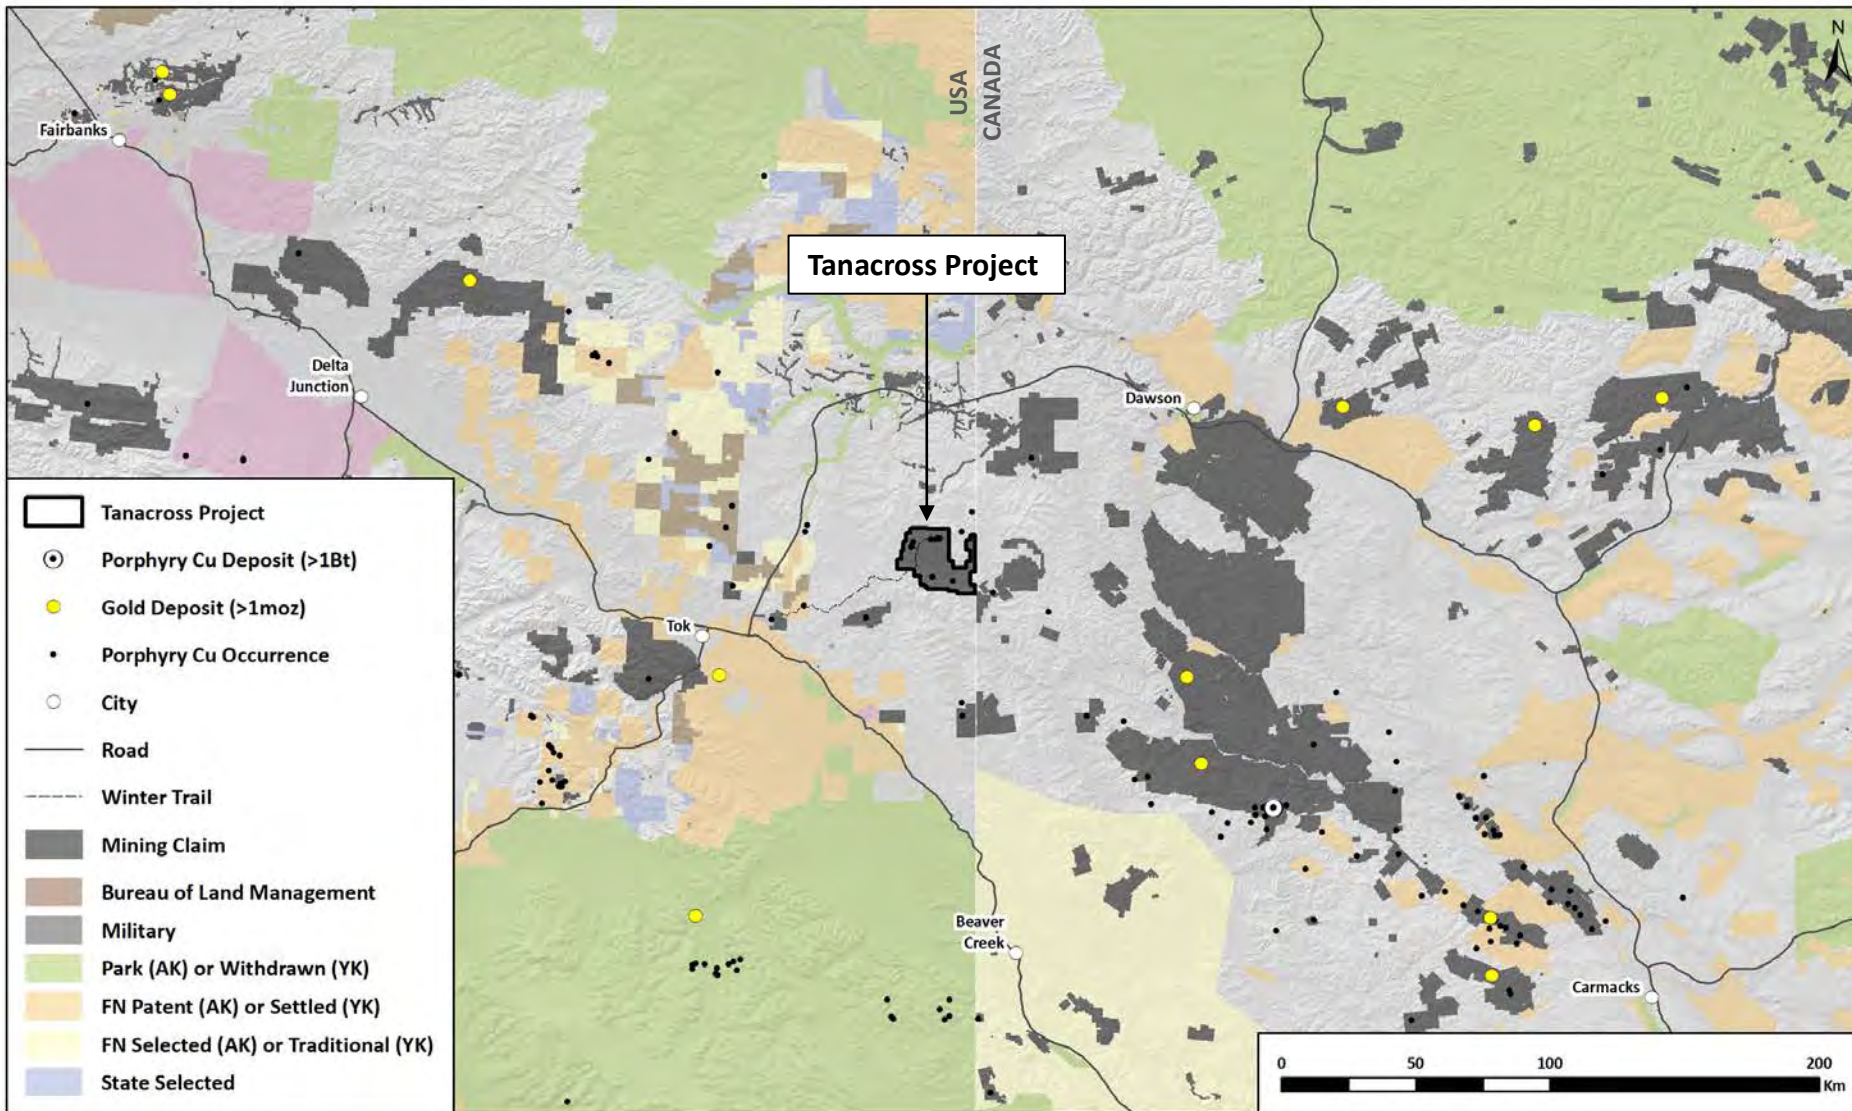 N
USA
CANADA
Fairbanks
Tanacross Project
Delta
Junction
Dawson
Tok
Beaver
Creek
Carmacks
Tanacross Project
Porphyry Cu Deposit (>1Bt)
Gold Deposit (>1moz)
Porphyry Cu Occurrence
City
Road
Winter Trail
Mining Claim
Bureau of Land Management
Military
Park (AK) or Withdrawn (YK)
FN Patent (AK) or Settled (YK)
FN Selected (AK) or Traditional (YK)
State Selected
0 50 100 200
Km